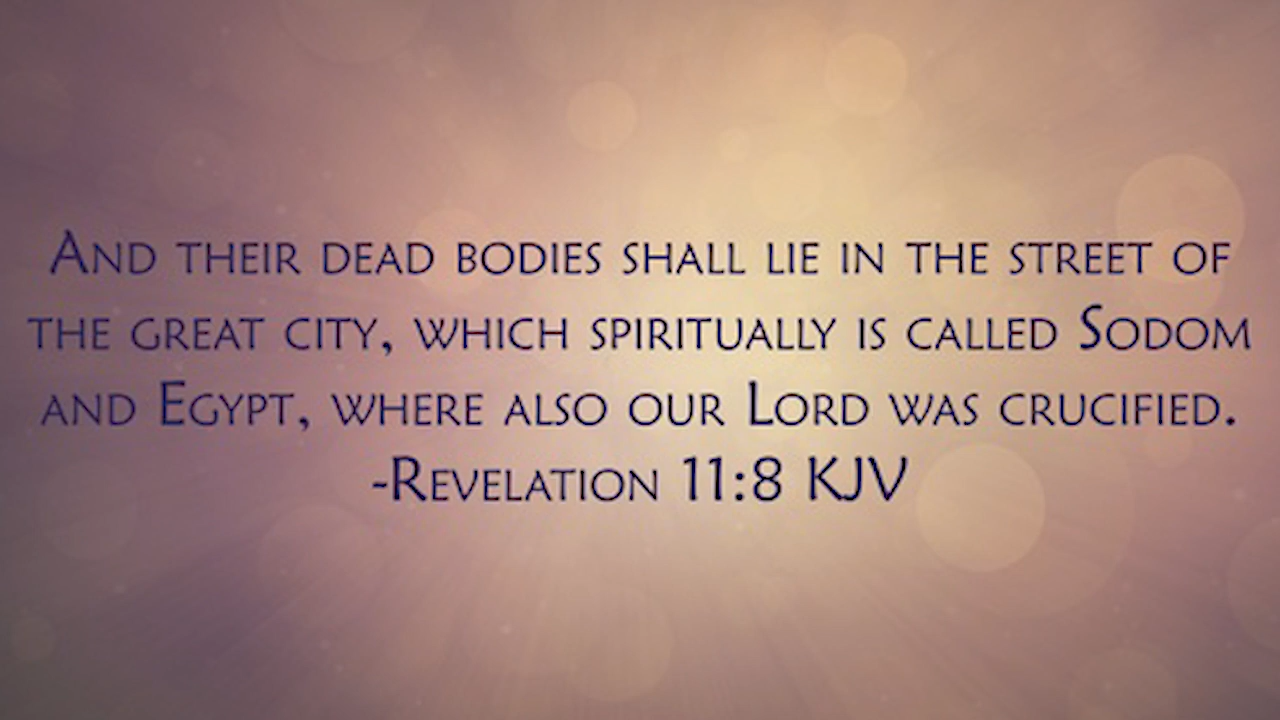 And their dead bodies shall lie in the street of
the great city, which spiritually is called Sodom
and Egypt, where also our Lord was crucified.
-Revelation 11:8 KJV